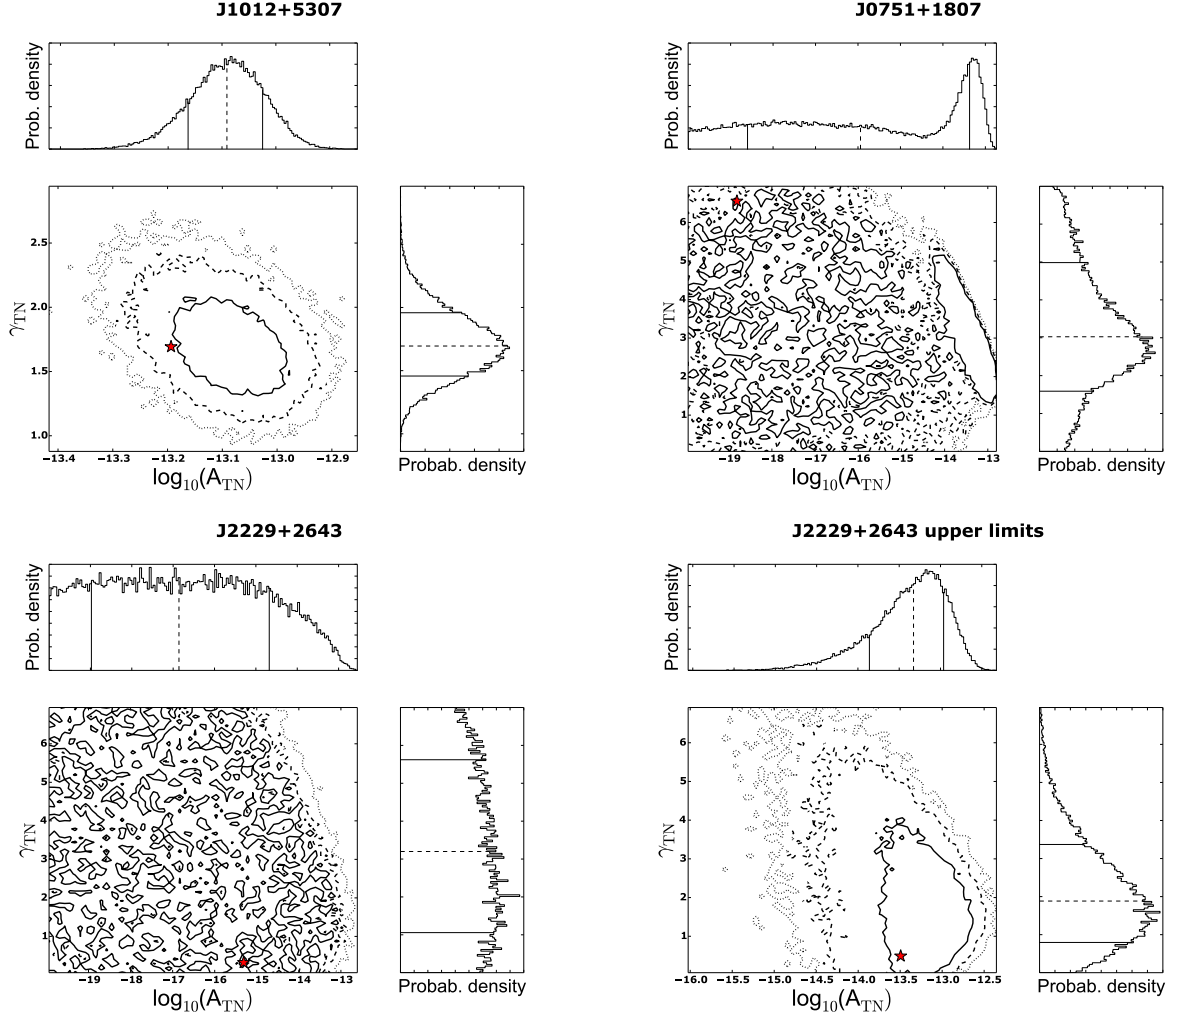 J1012+5307
J0751+1807
Prob. density
Prob. density
γTN
2.5
2.0
1.5
1.0
−13.4 −13.3 −13.2 −13.1 −13.0 −12.9
log10(ATN)
Probab. density
γTN
6
5
4
3
2
1
−19 −18 −17 −16 −15 −14 −13
log10(ATN)
Probab. density
J2229+2643
J2229+2643 upper limits
Prob. density
Prob. density
γTN
6
5
4
3
2
1
−19 −18 −17 −16 −15 −14 −13
log10(ATN)
Probab. density
γTN
6
5
4
3
2
1
−16.0 −15.5 −15.0 −14.5 −14.0 −13.5 −13.0 −12.5
log10(ATN)
Probab. density